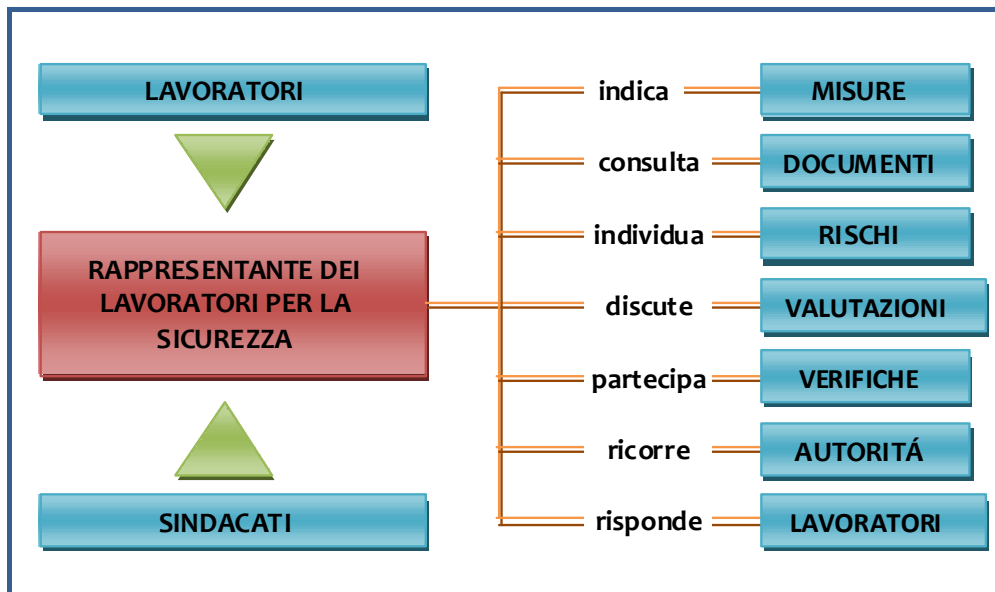 LAVORATORI
RAPPRESENTANTE DEI
LAVORATORI PER LA
SICUREZZA
SINDACATI
indica MISURE
consulta DOCUMENTI
individua RISCHI
discute VALUTAZIONI
partecipa VERIFICHE
ricorre AUTORITÁ
risponde LAVORATORI